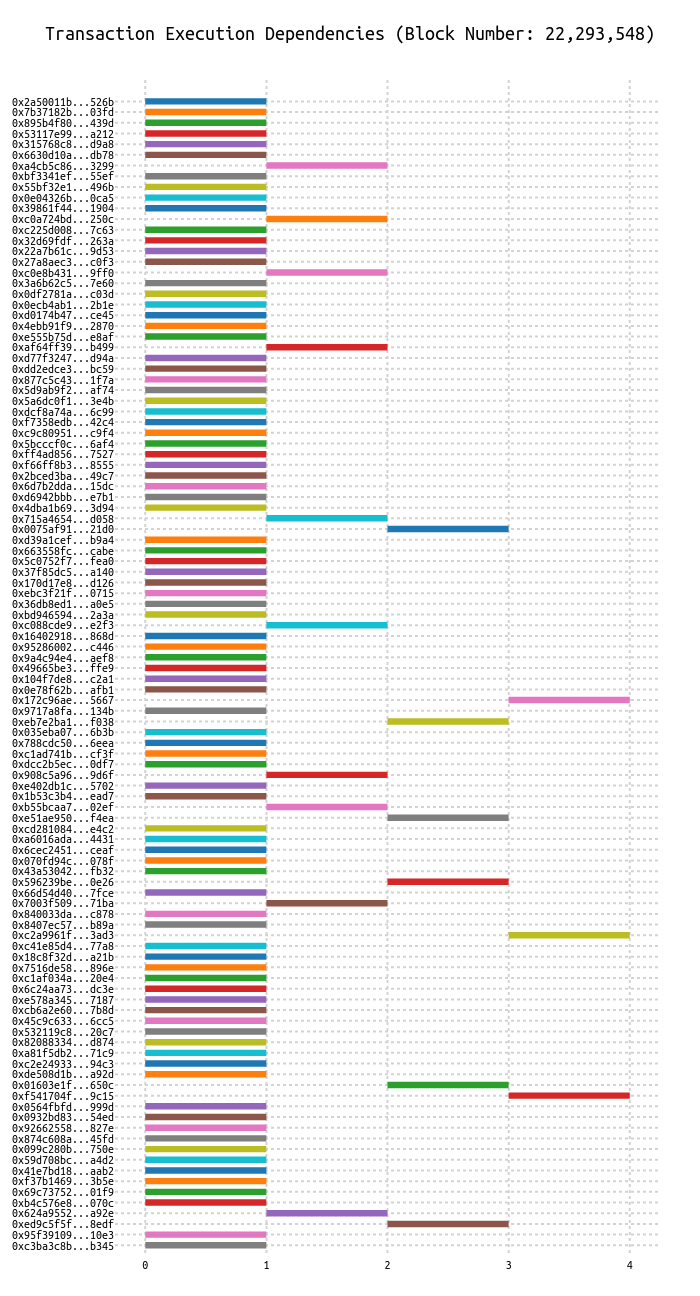 Transaction Execution Dependencies (Block Number: 22,293,548)
0x2a50011b...526b
0x7b37182b...03fd
0x895b4f80...439d
0x53117e99...a212
0x315768c8...d9a8
0x6630d10a...db78
0xa4cb5c86...3299
0xbf3341ef...55ef
0x55bf32e1...496b
0x0e04326b...0ca5
0x39861f44...1904
0xc0a724bd...250c
0xc225d008...7c63
0x32d69fdf...263a
0x22a7b61c...9d53
0x27a8aec3...c0f3
0xc0e8b431...9ff0
0x3a6b62c5...7e60
0x0df2781a...c03d
0x0ecb4ab1...2b1e
0xd0174b47...ce45
0x4ebb91f9...2870
0xe555b75d...e8af
0xaf64ff39...b499
0xd77f3247...d94a
0xdd2edce3...bc59
0x877c5c43...1f7a
0x5d9ab9f2...af74
0x5a6dc0f1...3e4b
0xdcf8a74a...6c99
0xf7358edb...42c4
0xc9c80951...c9f4
0x5bcccf0c...6af4
0xff4ad856...7527
0xf66ff8b3...8555
0x2bced3ba...49c7
0x6d7b2dda...15dc
0xd6942bbb...e7b1
0x4dba1b69...3d94
0x715a4654...d058
0x0075af91...21d0
0xd39a1cef...b9a4
0x663558fc...cabe
0x5c0752f7...fea0
0x37f85dc5...a140
0x170d17e8...d126
0xebc3f21f...0715
0x36db8ed1...a0e5
0xbd946594...2a3a
0xc088cde9...e2f3
0x16402918...868d
0x95286002...c446
0x9a4c94e4...aef8
0x49665be3...ffe9
0x104f7de8...c2a1
0x0e78f62b...afb1
0x172c96ae...5667
0x9717a8fa...134b
0xeb7e2ba1...f038
0x035eba07...6b3b
0x788cdc50...6eea
0xc1ad741b...cf3f
0xdcc2b5ec...0df7
0x908c5a96...9d6f
0xe402db1c...5702
0x1b53c3b4...ead7
0xb55bcaa7...02ef
0xe51ae950...f4ea
0xcd281084...e4c2
0xa6016ada...4431
0x6cec2451...ceaf
0x070fd94c...078f
0x43a53042...fb32
0x596239be...0e26
0x66d54d40...7fce
0x7003f509...71ba
0x840033da...c878
0x8407ec57...b89a
0xc2a9961f...3ad3
0xc41e85d4...77a8
0x18c8f32d...a21b
0x7516de58...896e
0xc1af034a...20e4
0x6c24aa73...dc3e
0xe578a345...7187
0xcb6a2e60...7b8d
0x45c9c633...6cc5
0x532119c8...20c7
0x82088334...d874
0xa81f5db2...71c9
0xc2e24933...94c3
0xde508d1b...a92d
0x01603e1f...650c
0xf541704f...9c15
0x0564fbfd...999d
0x0932bd83...54ed
0x92662558...827e
0x874c608a...45fd
0x099c280b...750e
0x59d708bc...a4d2
0x41e7bd18...aab2
0xf37b1469...3b5e
0x69c73752...01f9
0xb4c576e8...070c
0x624a9552...a92e
0xed9c5f5f...8edf
0x95f39109...10e3
0xc3ba3c8b...b345
0 1 2 3 4